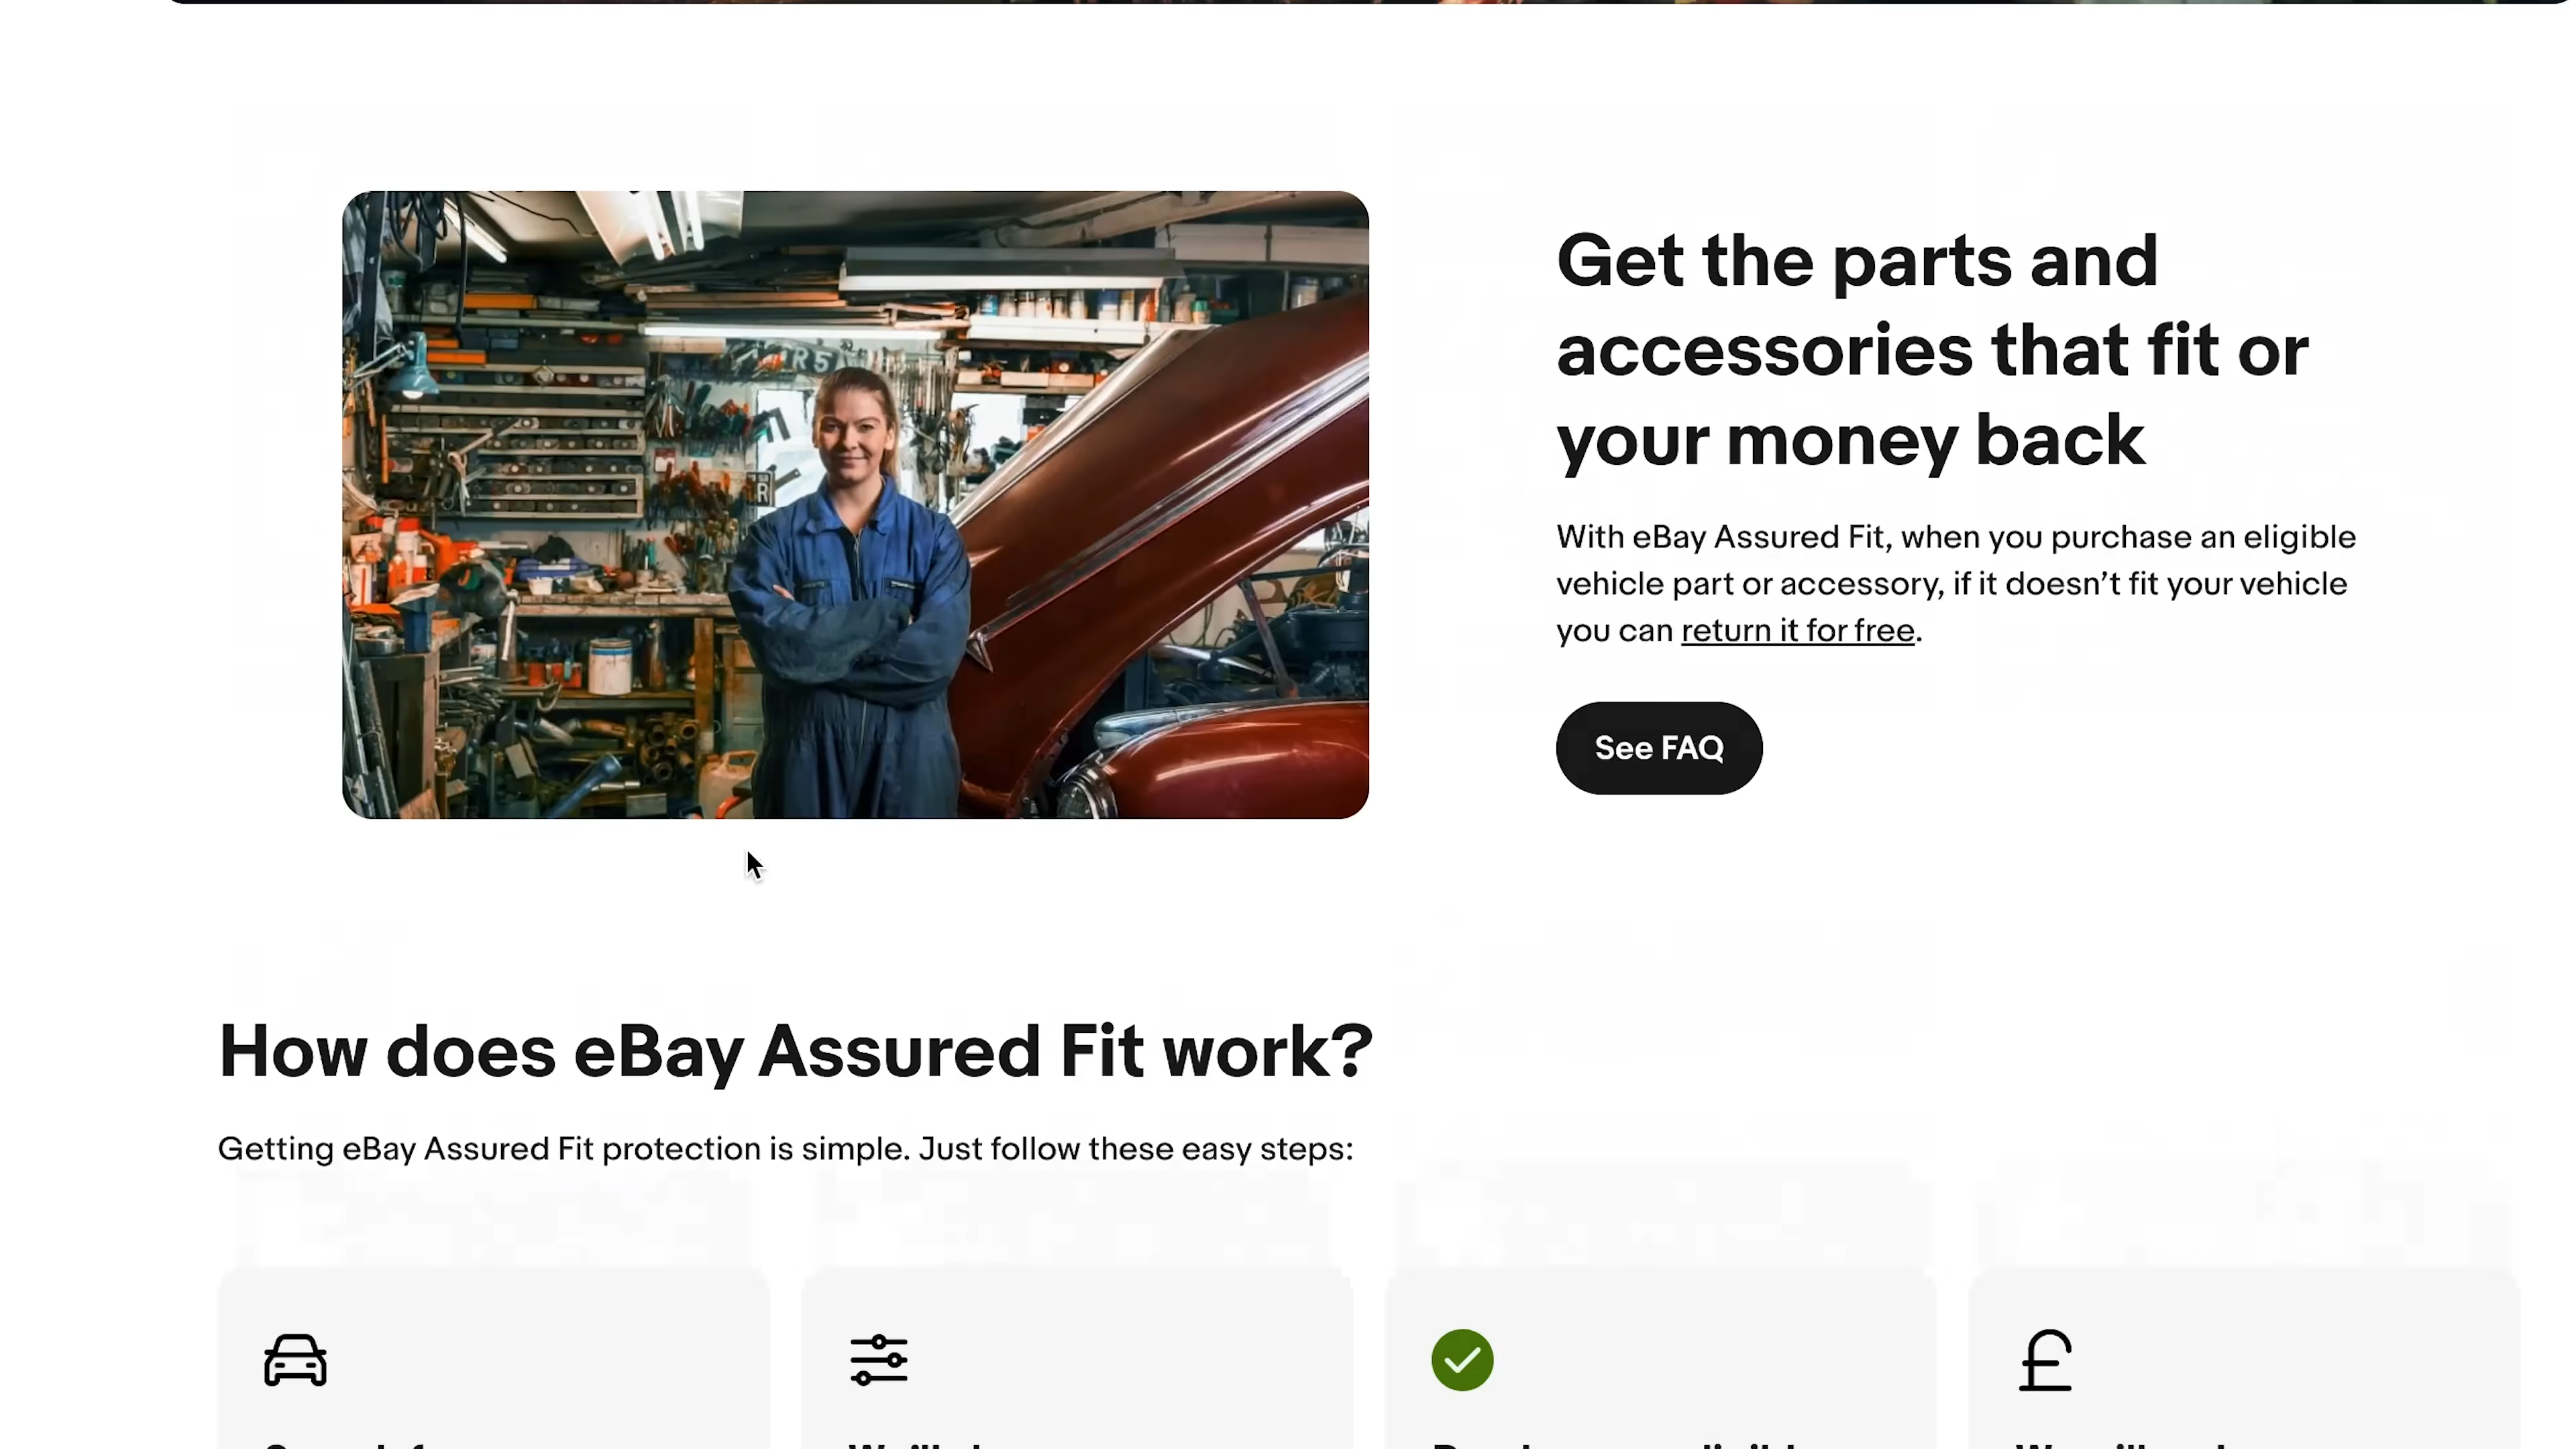 Get the parts and
accessories that fit or
your money back
With eBay Assured Fit, when you purchase an eligible
vehicle part or accessory, if it doesn’t fit your vehicle
you can return it for free.
See FAQ
How does eBay Assured Fit work?
Getting eBay Assured Fit protection is simple. Just follow these easy steps:
R5
R